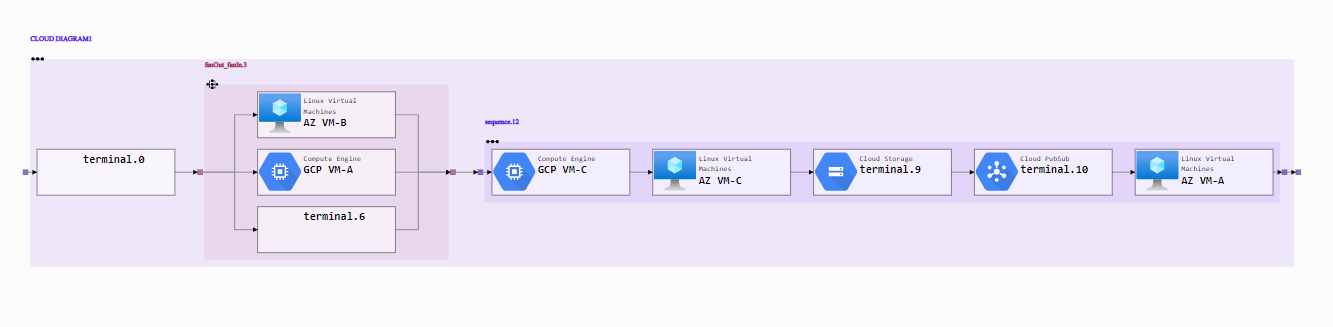 CLOUD DIAGRAM1
fanOut_fanIn.3
Linux Virtual
Machines
AZ VM-B
sequence.12
terminal.0
Compute Engine
GCP VM-A
terminal.6
Compute Engine
GCP VM-C
Linux Virtual
Machines
AZ VM-C
Cloud Storage
terminal.9
Cloud PubSub
terminal.10
Linux Virtual
Machines
AZ VM-A